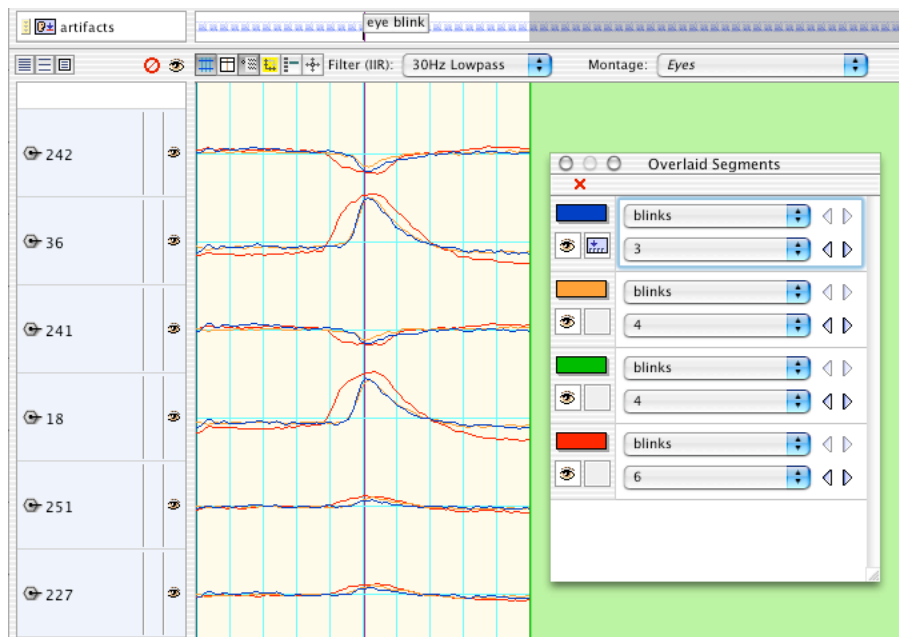 artifacts
eye blink
Filter (IIR): 30Hz Lowpass Montage: Eyes
242
36
241
18
251
227
Overlaid Segments
blinks
3
blinks
4
blinks
4
blinks
6